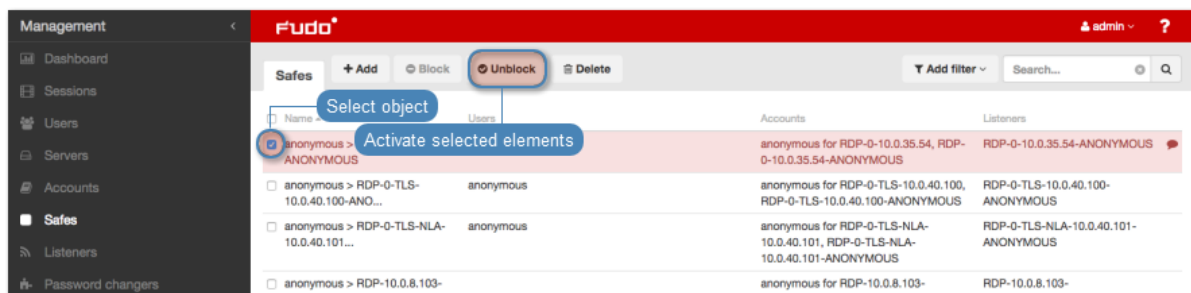 Management
Dashboard
Sessions
Users
Servers
Accounts
Safes
Listeners
Password changers
FUDO
admin
?
Safes
+ Add
Block
Unblock
Delete
Add filter
Search...
Select object
Activate selected elements
Name
Users
Accounts
Listeners
anonymous >
ANONYMOUS
anonymous for RDP-0-10.0.35.54, RDP-
0-10.0.35.54-ANONYMOUS
RDP-0-10.0.35.54-ANONYMOUS
anonymous > RDP-0-TLS-
10.0.40.100-ANO...
anonymous
anonymous for RDP-0-TLS-10.0.40.100,
RDP-0-TLS-10.0.40.100-ANONYMOUS
RDP-0-TLS-10.0.40.100-
ANONYMOUS
anonymous > RDP-0-TLS-NLA-
10.0.40.101...
anonymous
anonymous for RDP-0-TLS-NLA-
10.0.40.101, RDP-0-TLS-NLA-
10.0.40.101-ANONYMOUS
RDP-0-TLS-NLA-10.0.40.101-
ANONYMOUS
anonymous > RDP-10.0.8.103-
anonymous for RDP-10.0.8.103-
RDP-10.0.8.103-